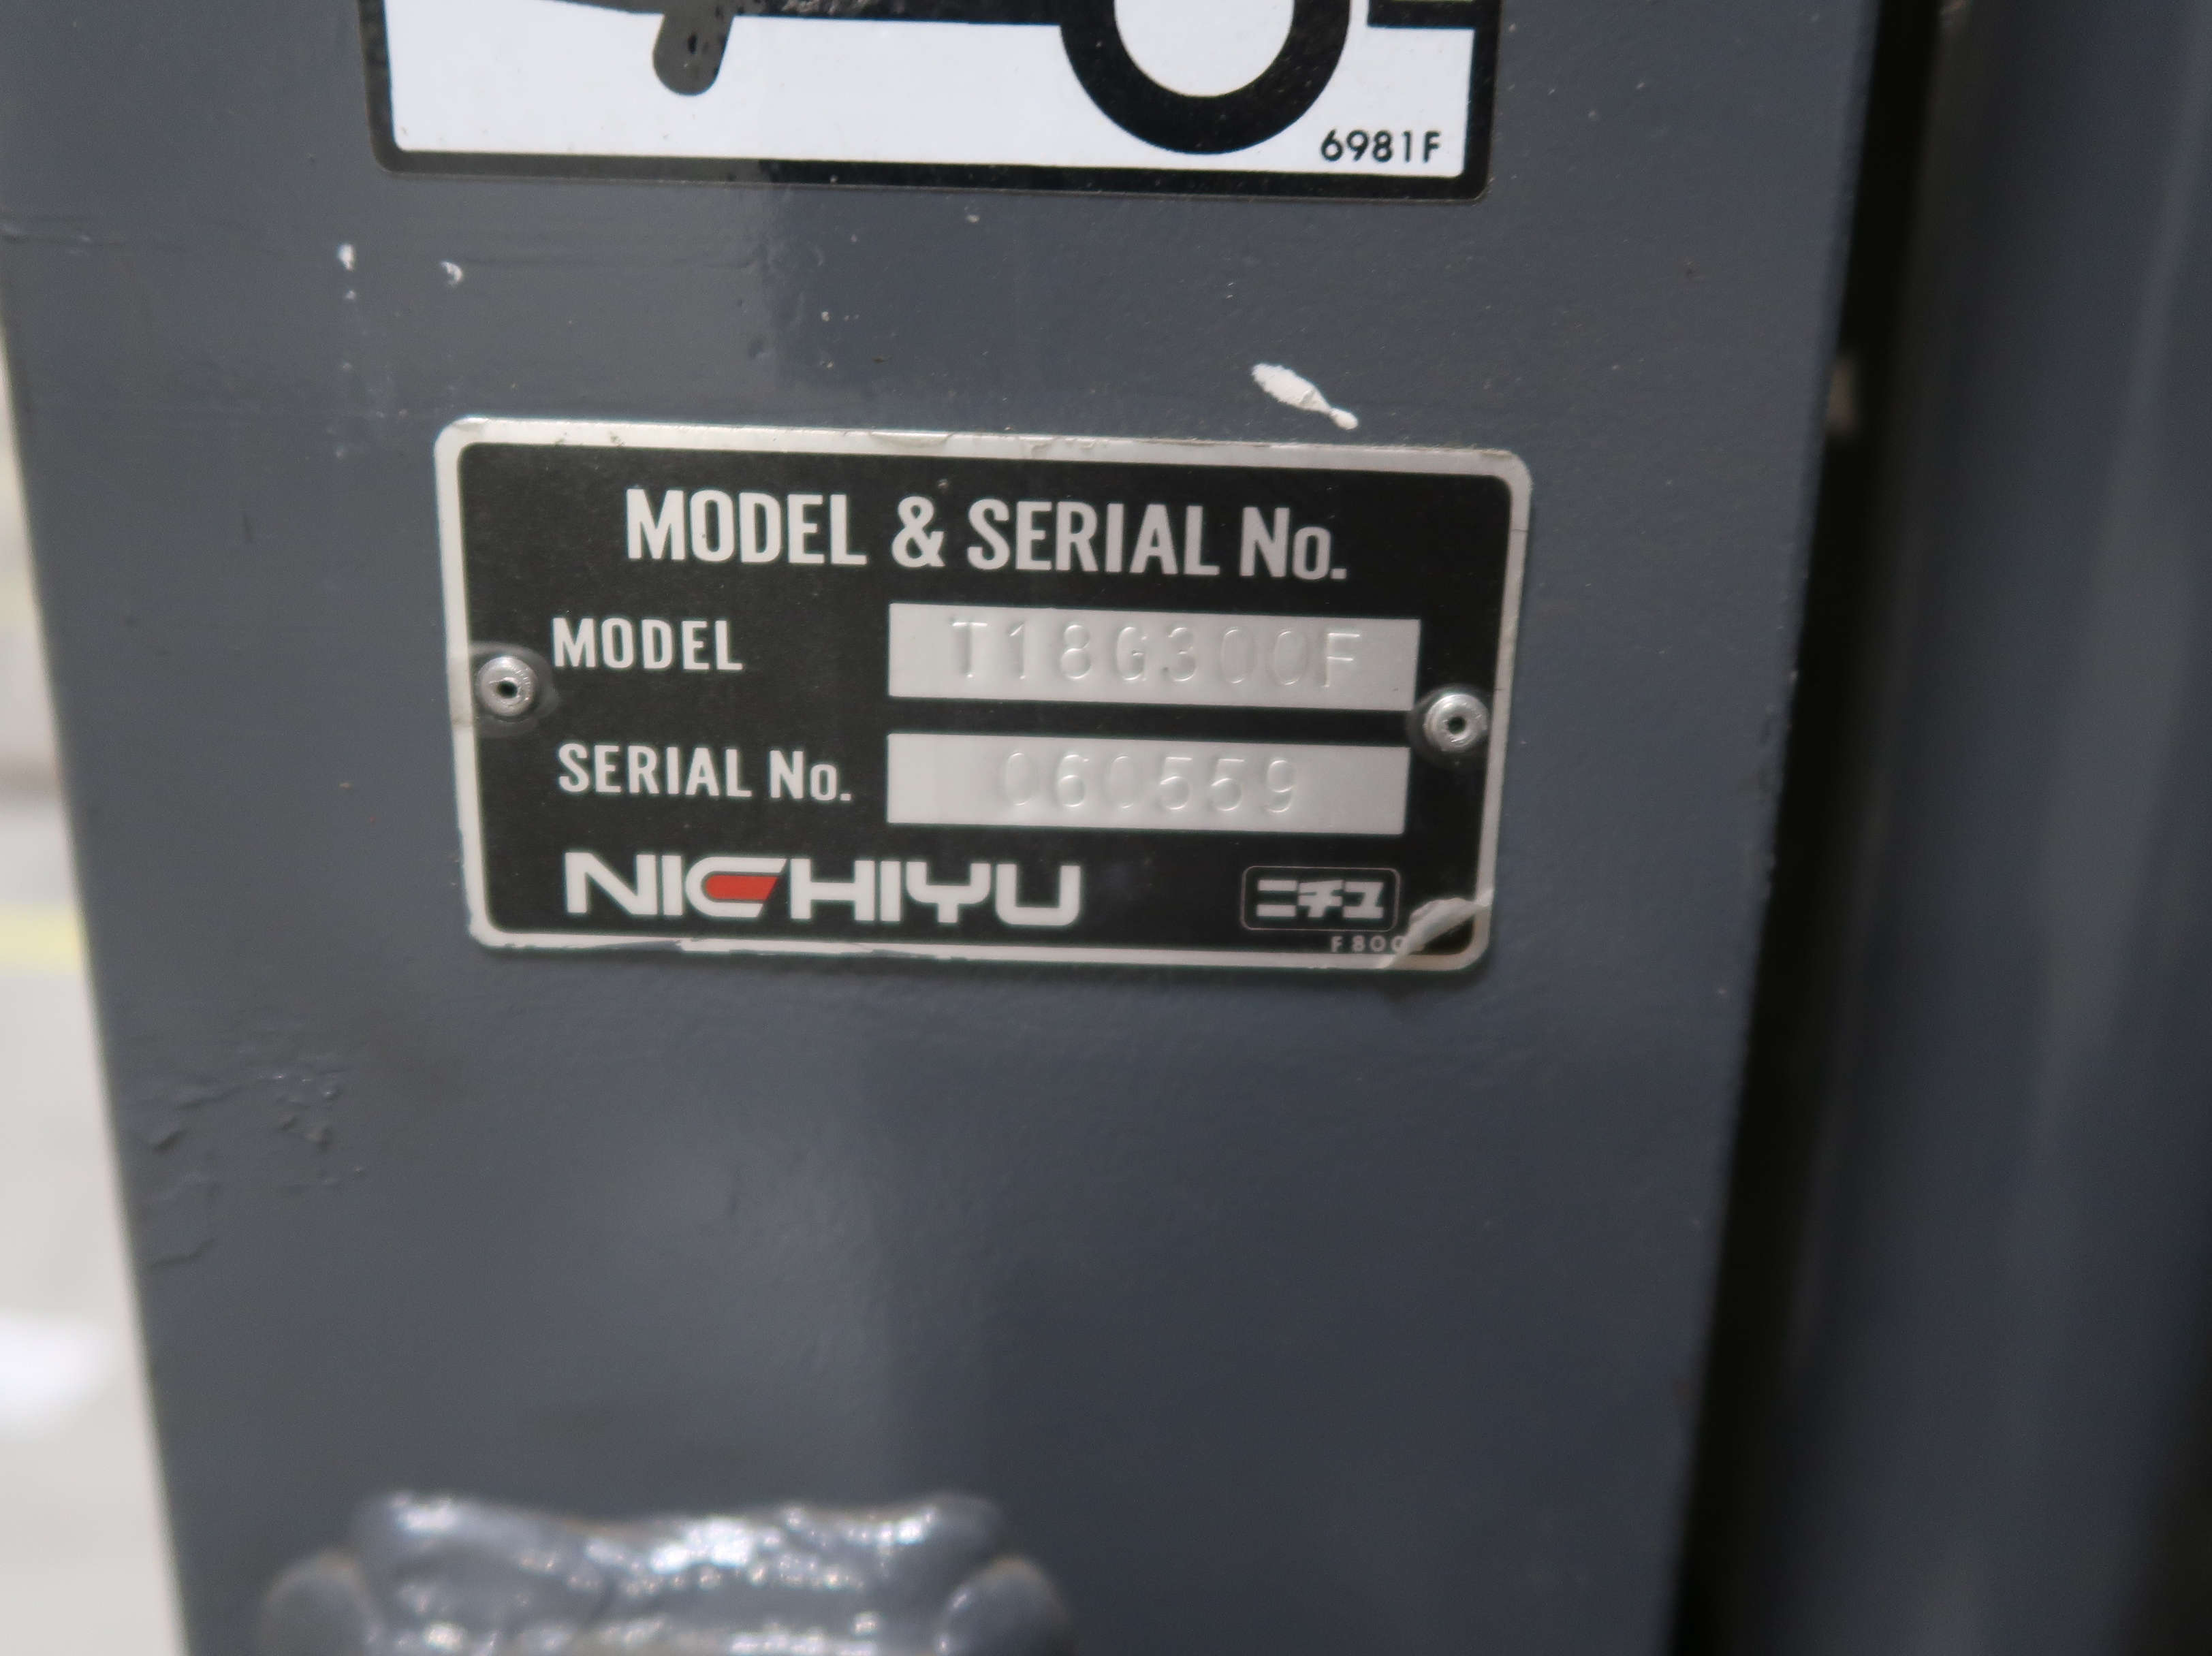 6981F
MODEL & SERIAL No.
MODEL T18G300F
SERIAL No. 060559
NICHIYU ニチユ